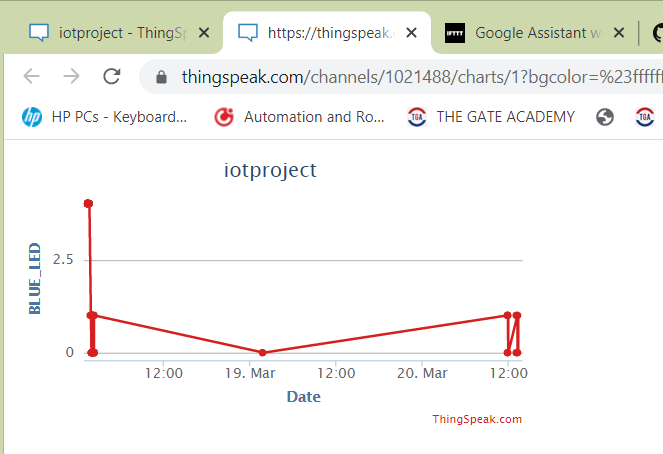 iotproject - ThingSp
https://thingspeak.
IFTTT
Google Assistant w
thingspeak.com/channels/1021488/charts/1?bgcolor=%23ffffff
hp
HP PCs - Keyboard...
Automation and Ro...
TGA
THE GATE ACADEMY
TGA
iotproject
BLUE_LED
2.5
0
12:00
19. Mar
12:00
20. Mar
12:00
Date
ThingSpeak.com